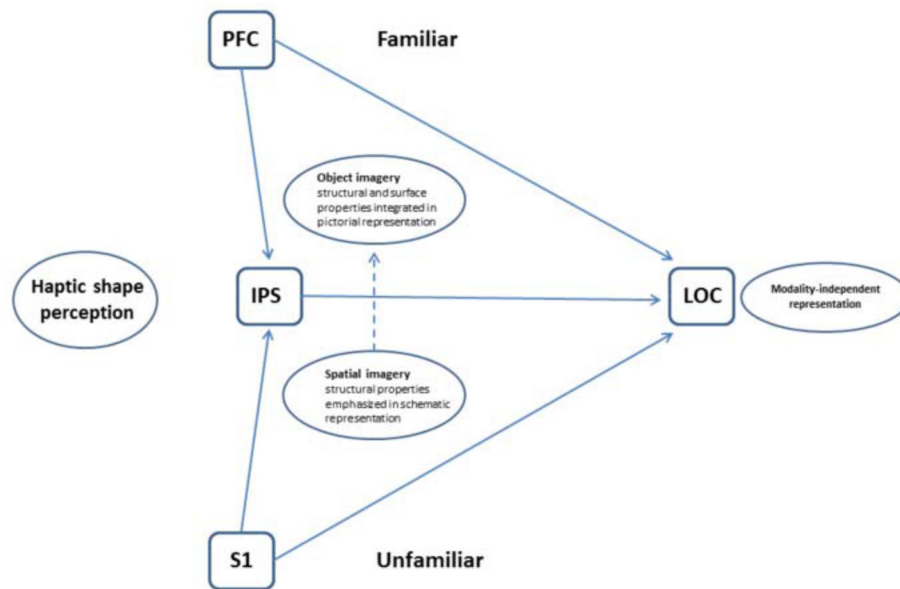 PFC
Familiar
Object imagery
structural and surface
properties integrated in
pictorial representation
Haptic shape
perception
IPS
LOC
Modality-independent
representation
Spatial imagery
structural properties
emphasized in schematic
representation
S1
Unfamiliar